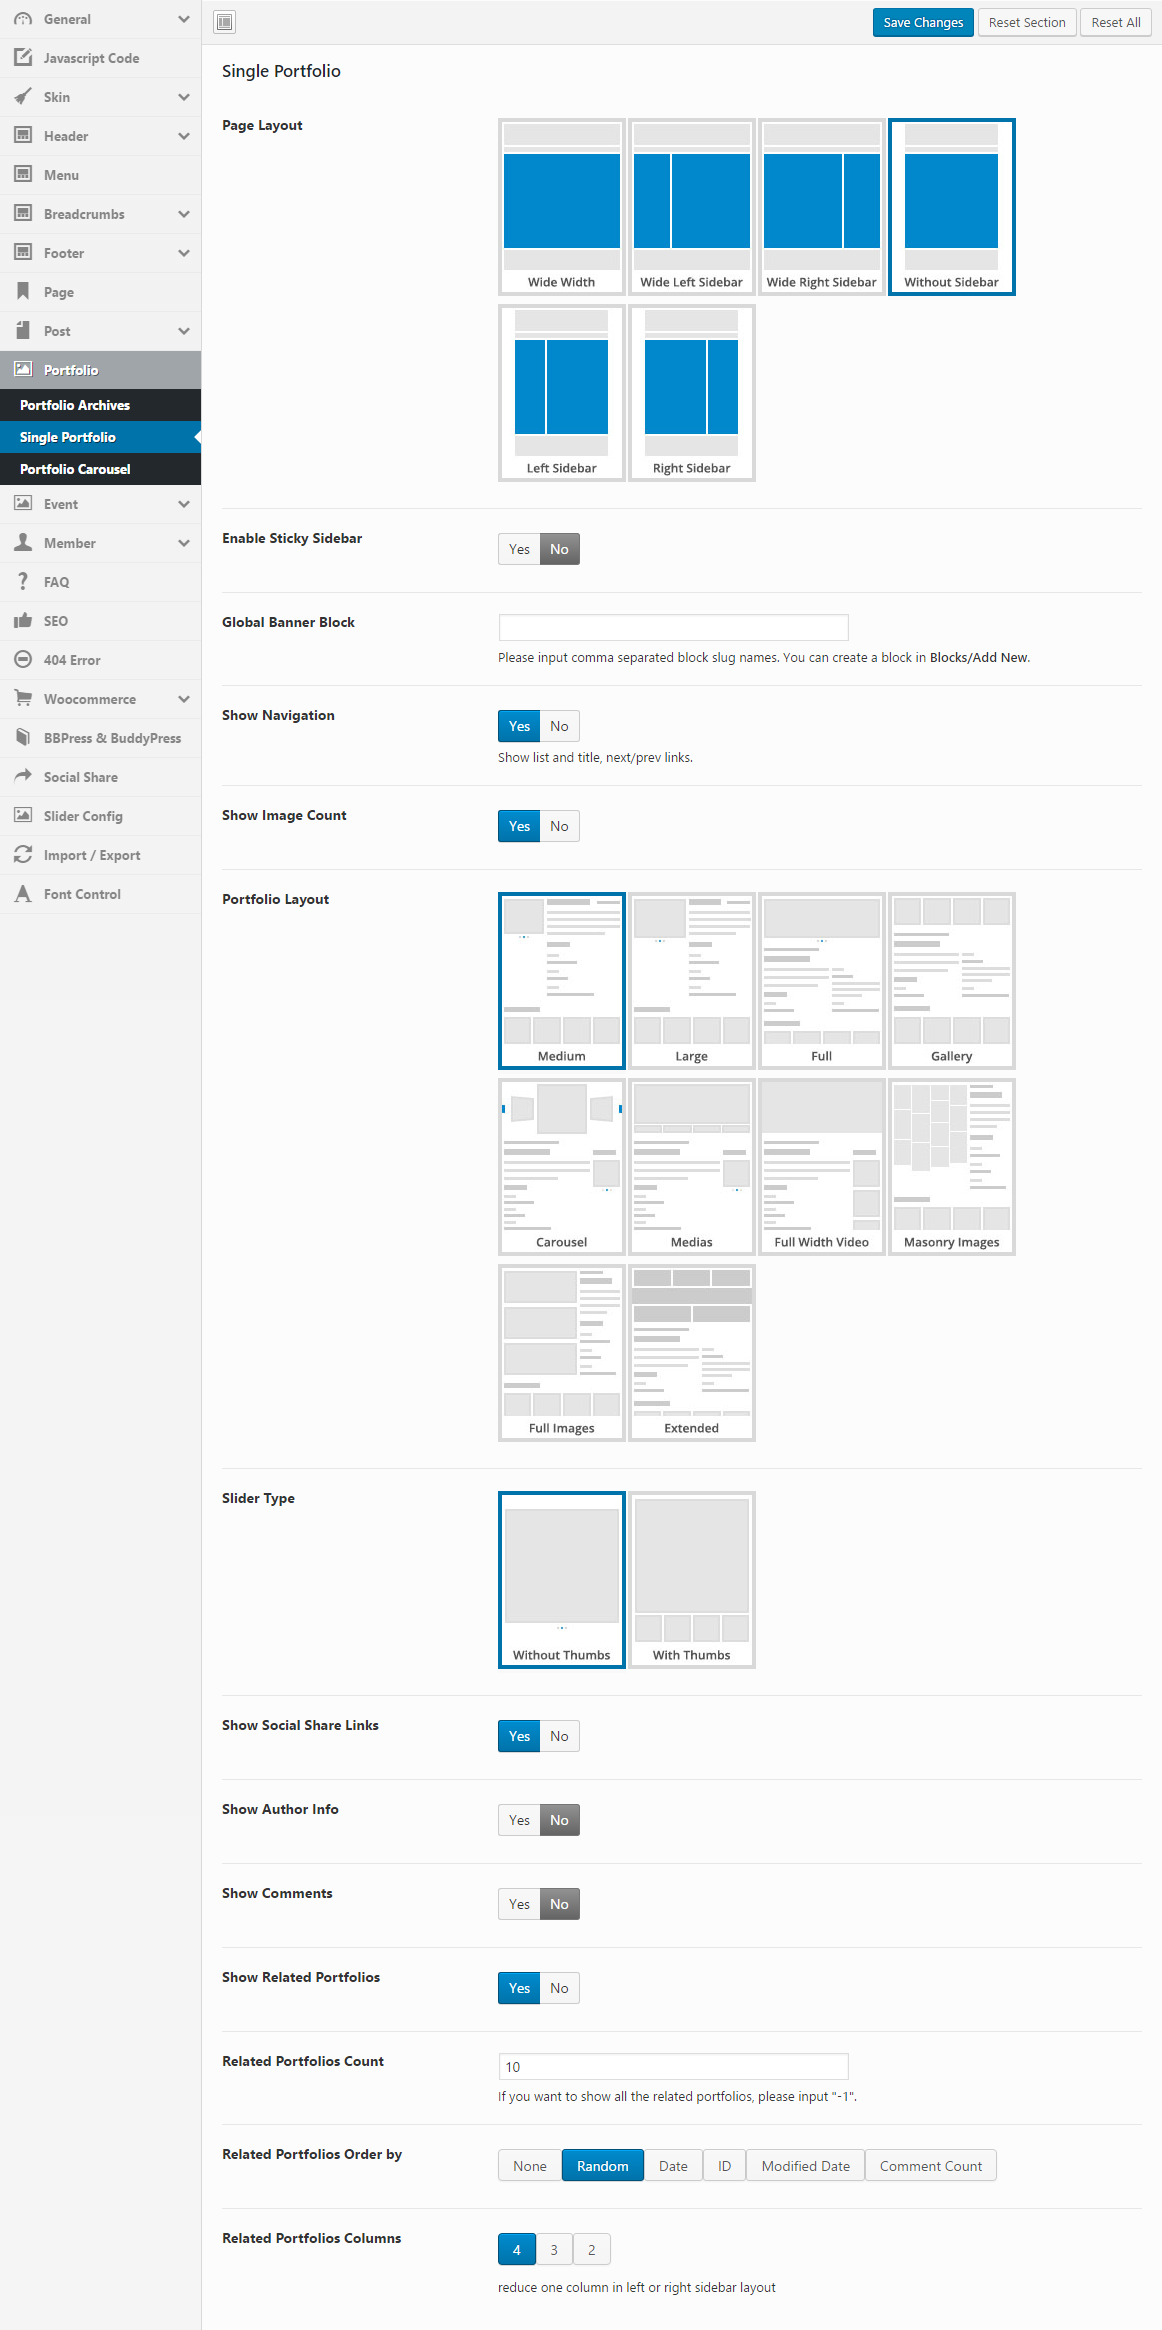 General
Javascript Code
Skin
Header
Menu
Breadcrumbs
Footer
Page
Post
Portfolio
Portfolio Archives
Single Portfolio
Portfolio Carousel
Event
Member
FAQ
SEO
404 Error
Woocommerce
BBPress & BuddyPress
Social Share
Slider Config
Import / Export
Font Control
Save Changes Reset Section Reset All
Single Portfolio
Page Layout
Wide Width Wide Left Sidebar Wide Right Sidebar Without Sidebar
Left Sidebar Right Sidebar
Enable Sticky Sidebar Yes No
Global Banner Block
Please input comma separated block slug names. You can create a block in Blocks/Add New.
Show Navigation Yes No
Show list and title, next/prev links.
Show Image Count Yes No
Portfolio Layout
Medium Large Full Gallery
Carousel Medias Full Width Video Masonry Images
Full Images Extended
Slider Type
Without Thumbs With Thumbs
Show Social Share Links Yes No
Show Author Info Yes No
Show Comments Yes No
Show Related Portfolios Yes No
Related Portfolios Count 10
If you want to show all the related portfolios, please input "-1".
Related Portfolios Order by None Random Date ID Modified Date Comment Count
Related Portfolios Columns 4 3 2
reduce one column in left or right sidebar layout